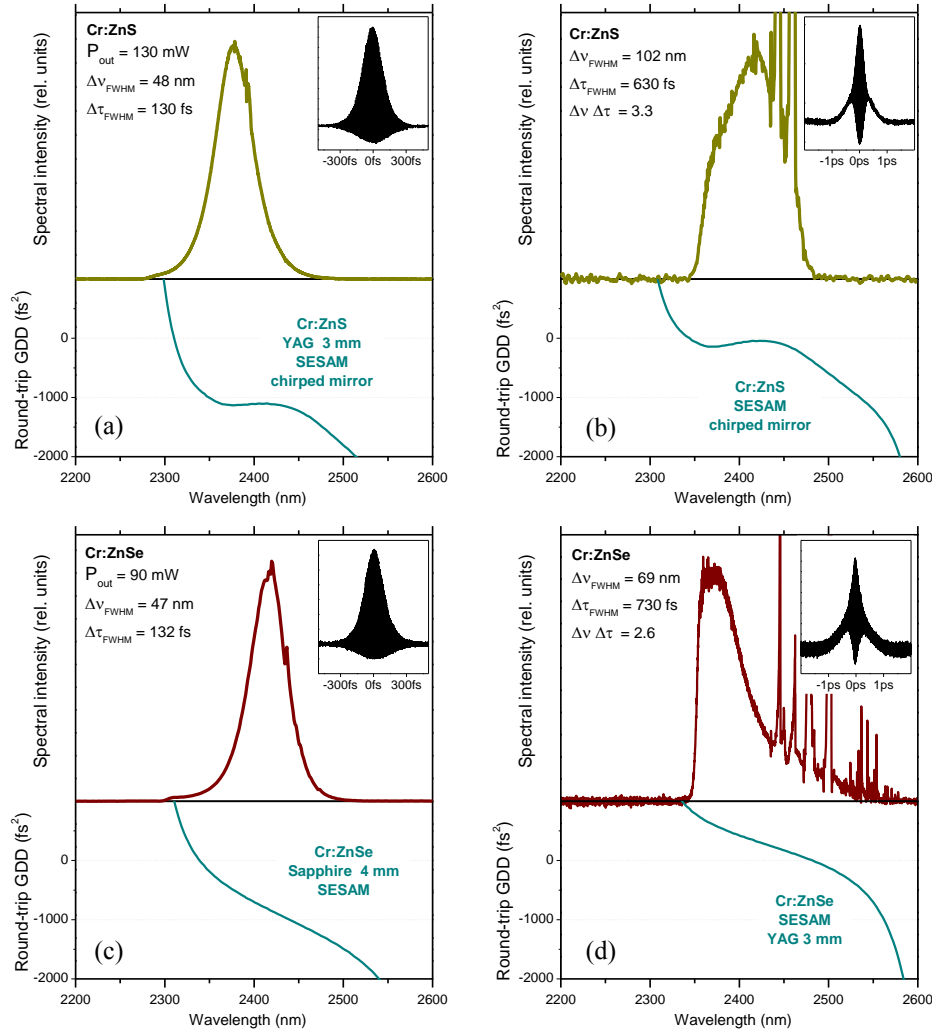 Cr:ZnS
P_out = 130 mW
Δν_FWHM = 48 nm
Δτ_FWHM = 130 fs
-300fs 0fs 300fs
Spectral intensity (rel. units)
0
-1000
-2000
Round-trip GDD (fs²)
Cr:ZnS
YAG 3 mm
SESAM
chirped mirror
(a)
2200 2300 2400 2500 2600
Wavelength (nm)
Cr:ZnS
Δν_FWHM = 102 nm
Δτ_FWHM = 630 fs
Δν Δτ = 3.3
-1ps 0ps 1ps
Spectral intensity (rel. units)
0
-1000
-2000
Round-trip GDD (fs²)
Cr:ZnS
SESAM
chirped mirror
(b)
2200 2300 2400 2500 2600
Wavelength (nm)
Cr:ZnSe
P_out = 90 mW
Δν_FWHM = 47 nm
Δτ_FWHM = 132 fs
-300fs 0fs 300fs
Spectral intensity (rel. units)
0
-1000
-2000
Round-trip GDD (fs²)
Cr:ZnSe
Sapphire 4 mm
SESAM
(c)
2200 2300 2400 2500 2600
Wavelength (nm)
Cr:ZnSe
Δν_FWHM = 69 nm
Δτ_FWHM = 730 fs
Δν Δτ = 2.6
-1ps 0ps 1ps
Spectral intensity (rel. units)
0
-1000
-2000
Round-trip GDD (fs²)
Cr:ZnSe
SESAM
YAG 3 mm
(d)
2200 2300 2400 2500 2600
Wavelength (nm)